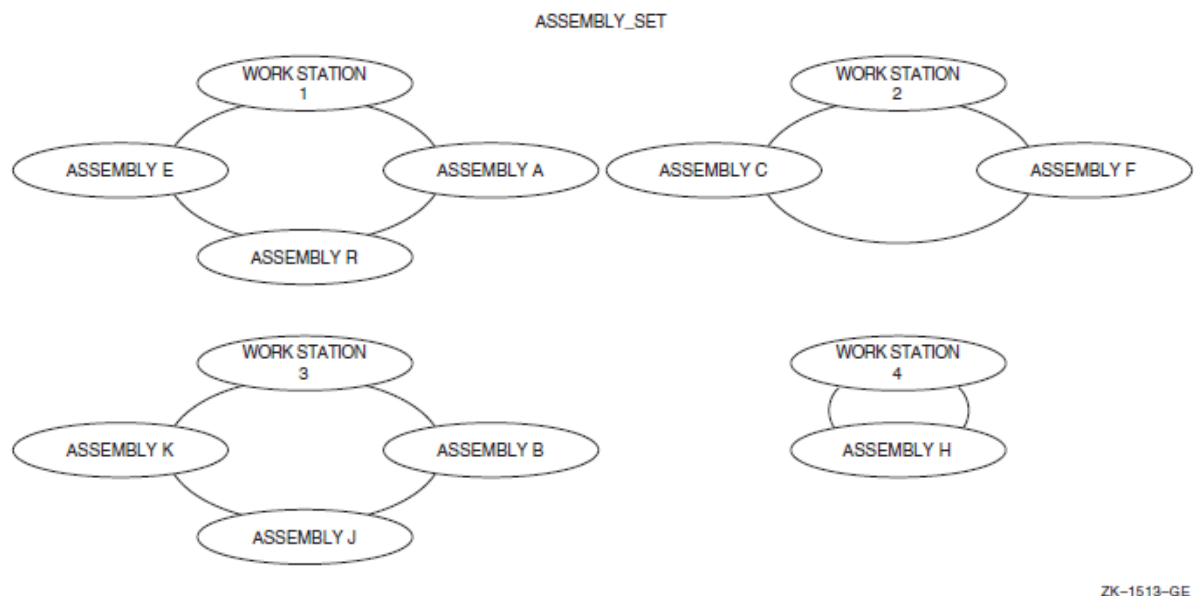 ASSEMBLY_SET
WORK STATION
1
ASSEMBLY E
ASSEMBLY A
ASSEMBLY R
WORK STATION
2
ASSEMBLY C
ASSEMBLY F
WORK STATION
3
ASSEMBLY K
ASSEMBLY B
ASSEMBLY J
WORK STATION
4
ASSEMBLY H
ZK-1513-GE